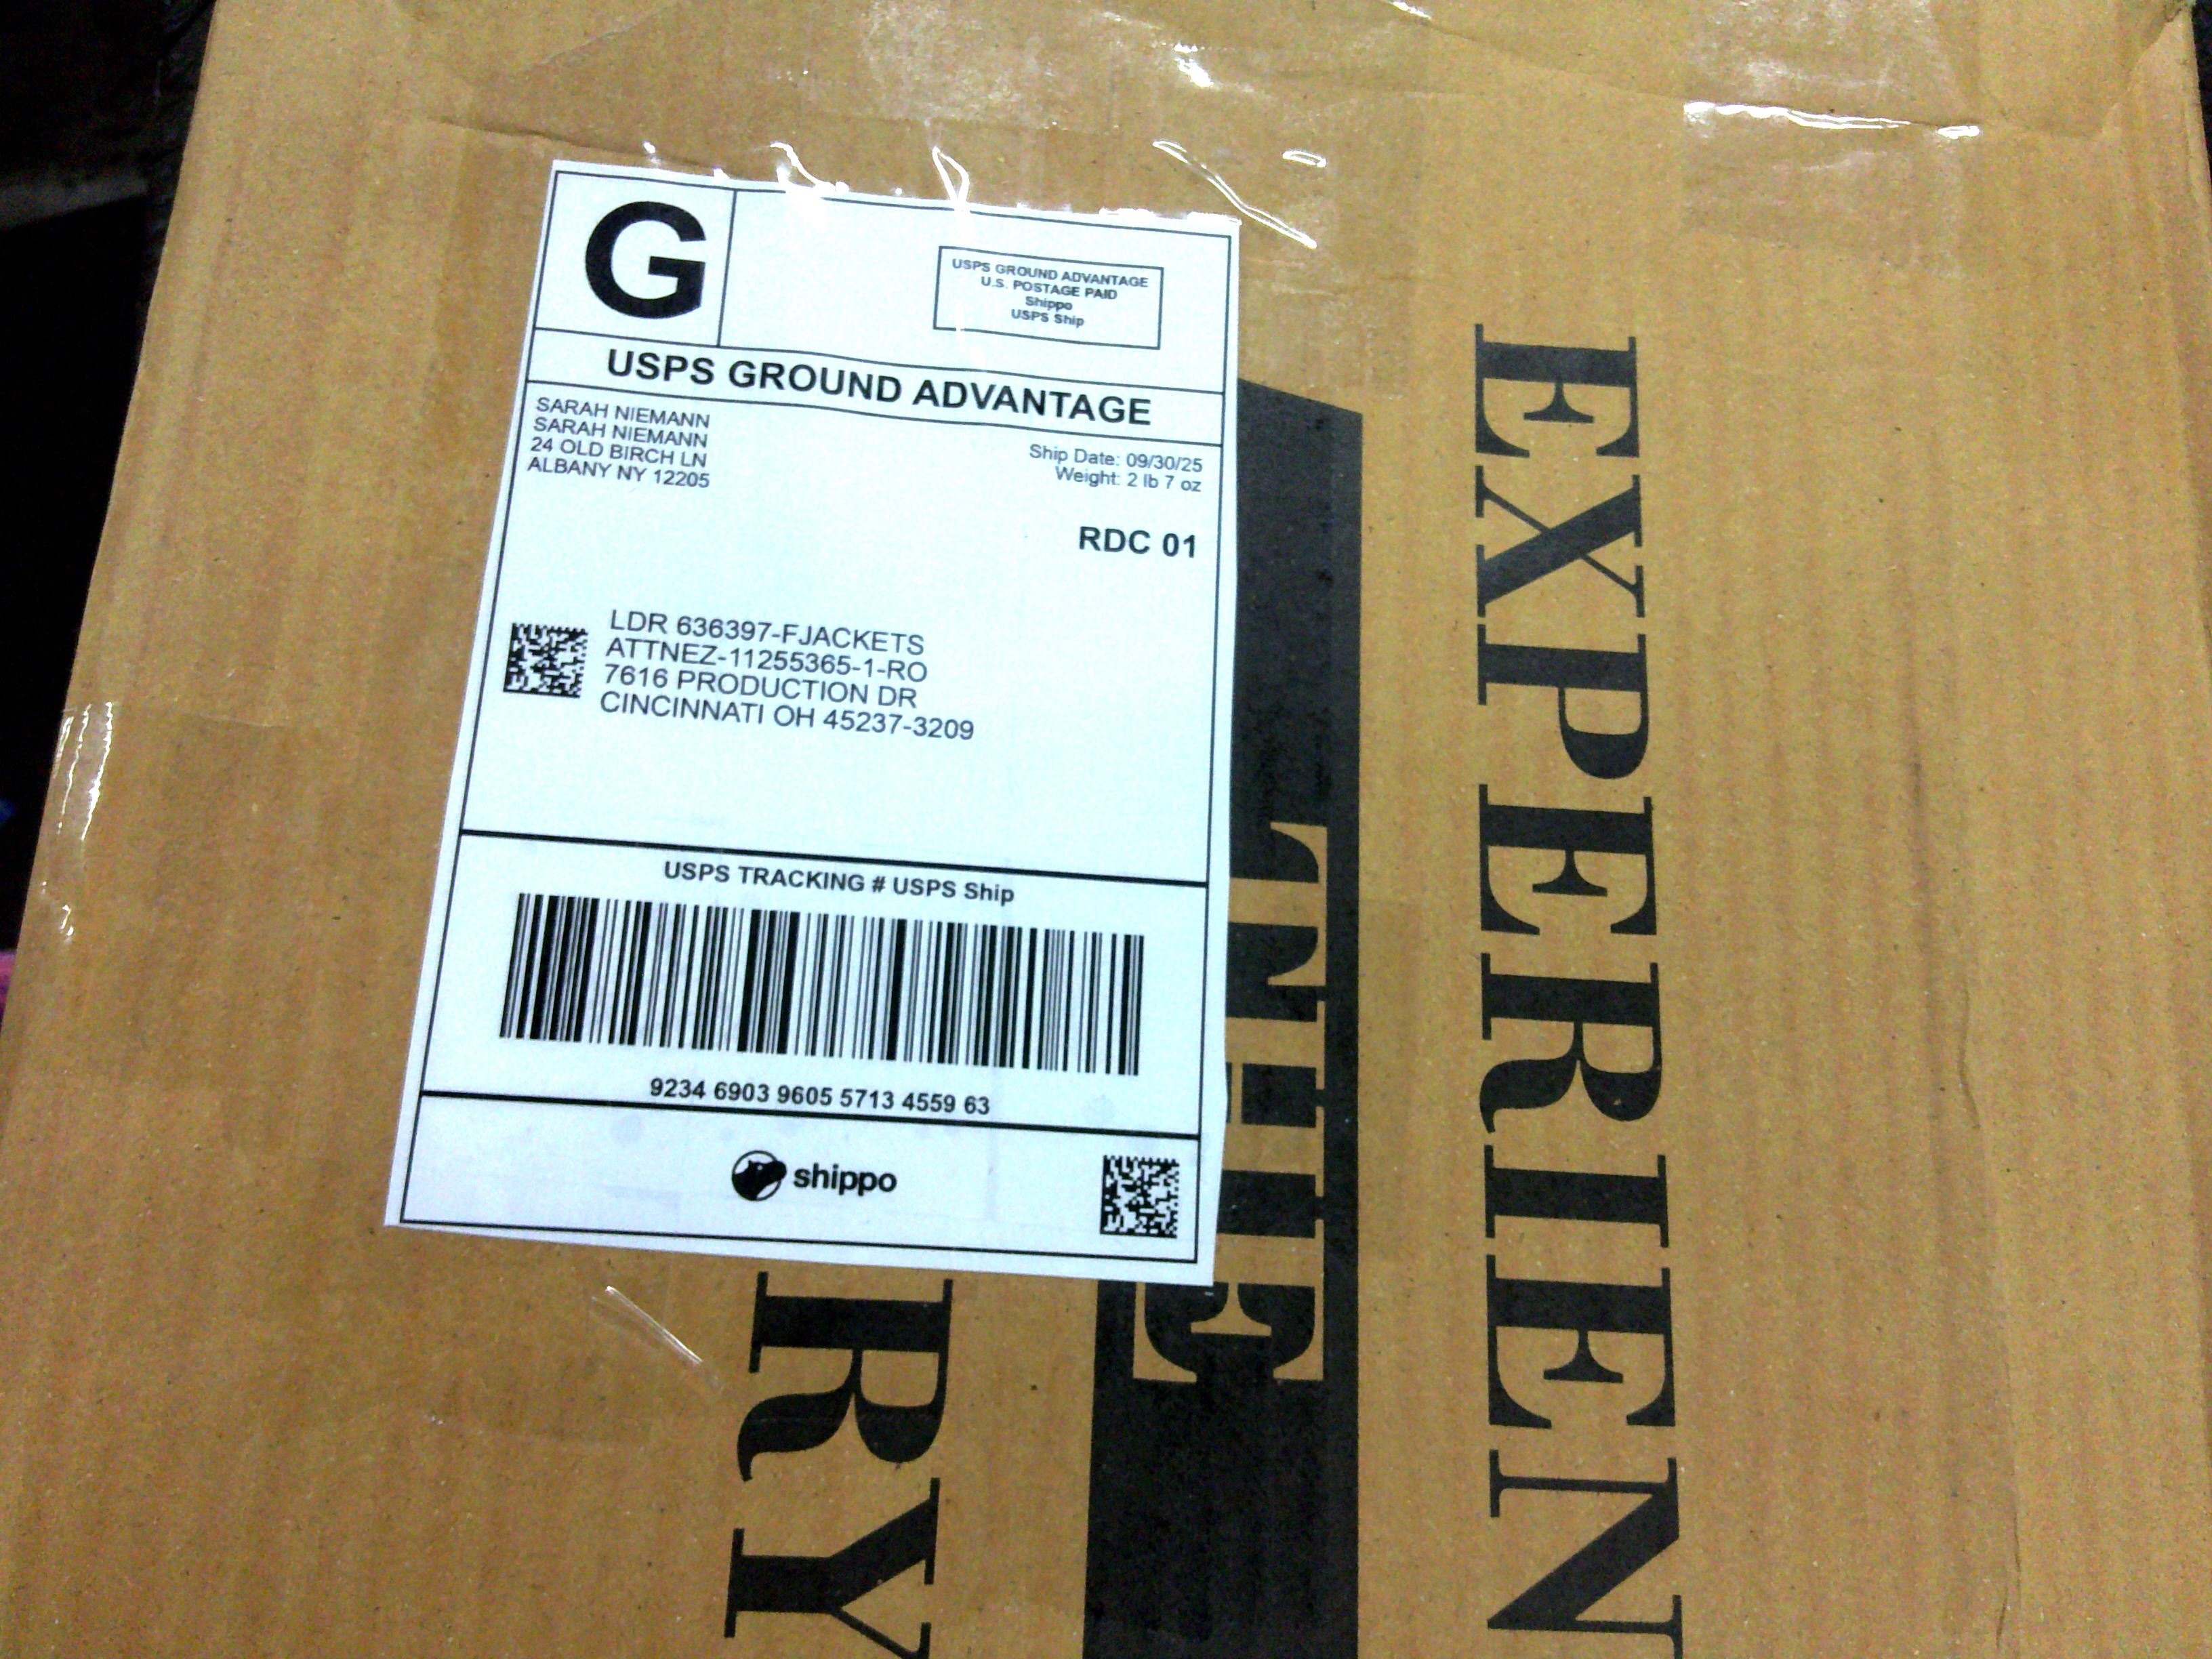 G
USPS GROUND ADVANTAGE
U.S. POSTAGE PAID
Shippo
USPS Ship
USPS GROUND ADVANTAGE
SARAH NIEMANN
SARAH NIEMANN
24 OLD BIRCH LN
ALBANY NY 12205
Ship Date: 09/30/25
Weight: 2 lb 7 oz
RDC 01
LDR 636397-FJACKETS
ATTNEZ-11255365-1-RO
7616 PRODUCTION DR
CINCINNATI OH 45237-3209
USPS TRACKING # USPS Ship
9234 6903 9605 5713 4559 63
shippo
EXPERIEN
THE
RY